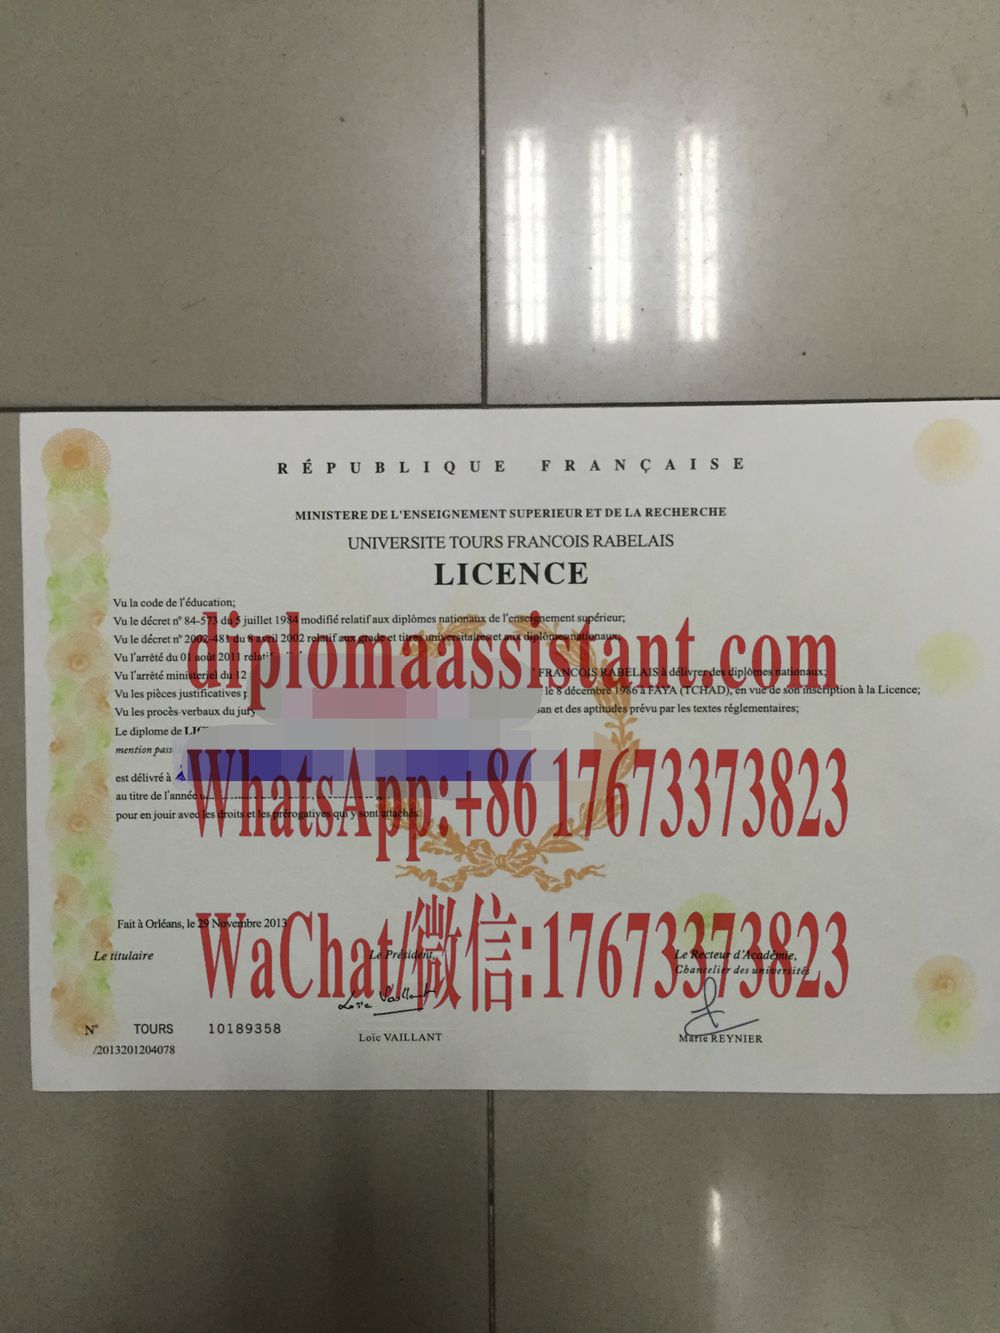 RÉPUBLIQUE FRANÇAISE
MINISTERE DE L'ENSEIGNEMENT SUPERIEUR ET DE LA RECHERCHE
UNIVERSITE TOURS FRANCOIS RABELAIS
LICENCE
Vu la code de l'éducation;
Vu le décret n° 84-573 du 5 juillet 1984 modifié relatif aux diplômes nationaux de l'enseignement supérieur;
Vu le décret n° 2002-481 du 8 avril 2002 relatif aux grade et titres universitaires et aux diplômes nationaux;
diplomaassistant.com
Vu l'arrêté du 01 août 2011 relatif
Vu l'arrêté ministeriel du 12 FRANCOIS RABELAIS à délivrer des diplômes nationaux;
Vu les pièces justificatives le 8 décembre 1986 à FAYA (TCHAD), en vue de son inscription à la Licence;
Vu les procès-verbaux du jury et des aptitudes prévu par les textes réglementaires;
Le diplome de
mention
est délivré à
WhatsApp:+86 17673373823
au titre de l'année
pour en jouir avec les droits et les prérogatives qui y sont attachés.
Fait à Orléans, le 29 Novembre 2013
WaChat/微信:17673373823
Le titulaire Le Président, Le Recteur d'Académie,
Chancelier des universités
Loïc Vaillant
N° TOURS 10189358 Loïc VAILLANT Marie REYNIER
/2013201204078